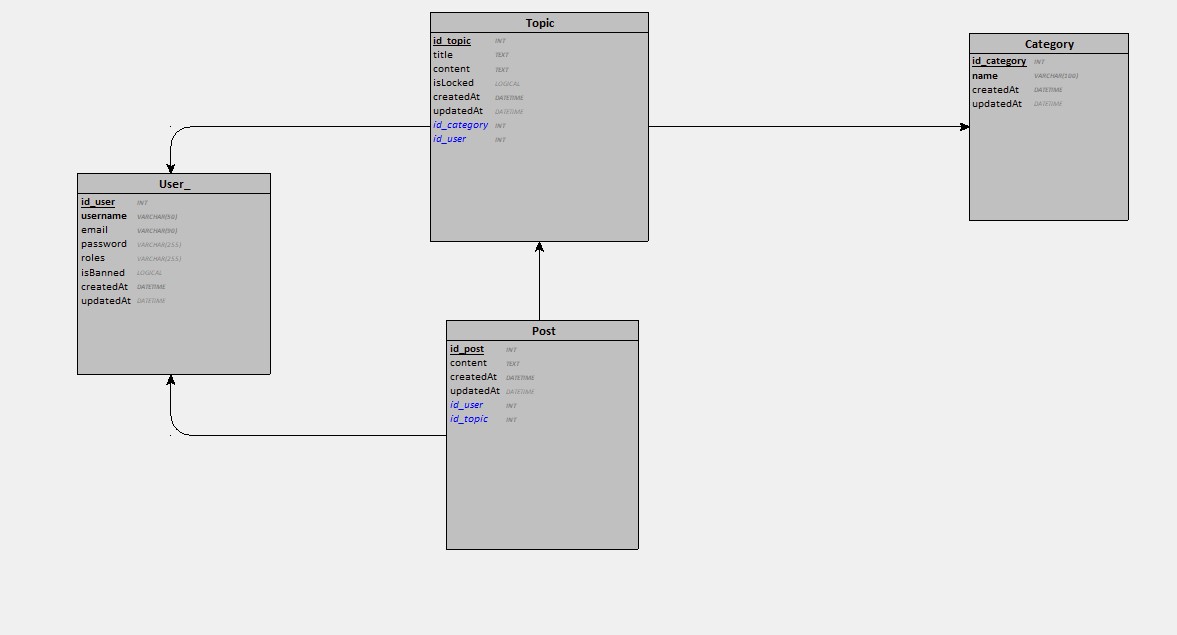 Topic
id_topic INT
title TEXT
content TEXT
isLocked LOGICAL
createdAt DATETIME
updatedAt DATETIME
id_category INT
id_user INT
Category
id_category INT
name VARCHAR(100)
createdAt DATETIME
updatedAt DATETIME
User_
id_user INT
username VARCHAR(50)
email VARCHAR(50)
password VARCHAR(255)
roles VARCHAR(255)
isBanned LOGICAL
createdAt DATETIME
updatedAt DATETIME
Post
id_post INT
content TEXT
createdAt DATETIME
updatedAt DATETIME
id_user INT
id_topic INT